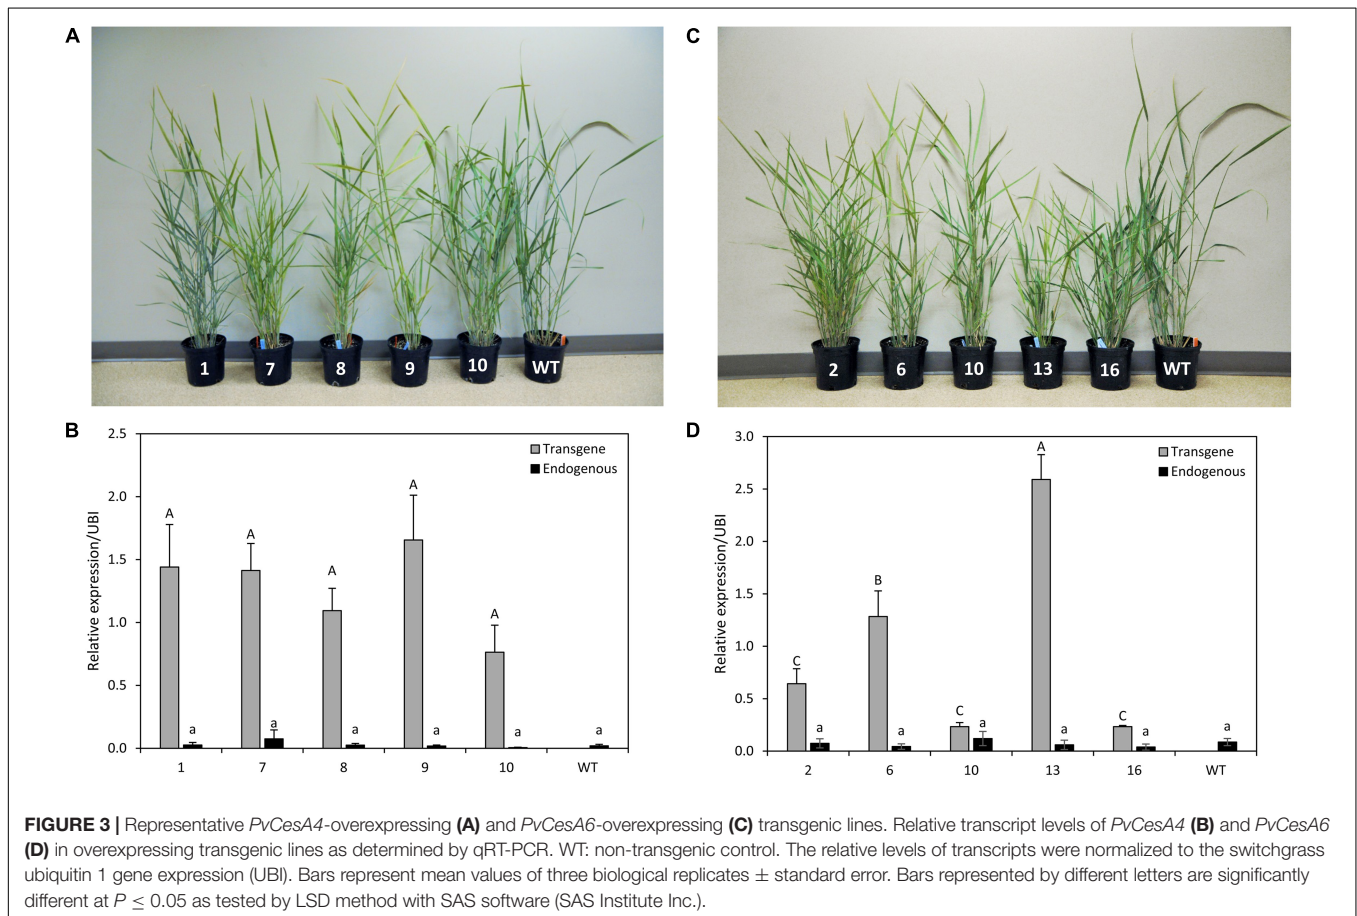 A
C
1
7
8
9
10
WT
2
6
10
13
16
WT
B
2.5
2.0
1.5
1.0
0.5
0.0
Relative expression/UBI
Transgene
Endogenous
A
A
A
A
A
a
a
a
a
a
a
1
7
8
9
10
WT
D
3.0
2.5
2.0
1.5
1.0
0.5
0.0
Relative expression/UBI
Transgene
Endogenous
C
B
C
A
C
a
a
a
a
a
a
2
6
10
13
16
WT
FIGURE 3 | Representative PvCesA4-overexpressing (A) and PvCesA6-overexpressing (C) transgenic lines. Relative transcript levels of PvCesA4 (B) and PvCesA6
(D) in overexpressing transgenic lines as determined by qRT-PCR. WT: non-transgenic control. The relative levels of transcripts were normalized to the switchgrass
ubiquitin 1 gene expression (UBI). Bars represent mean values of three biological replicates ± standard error. Bars represented by different letters are significantly
different at P ≤ 0.05 as tested by LSD method with SAS software (SAS Institute Inc.).